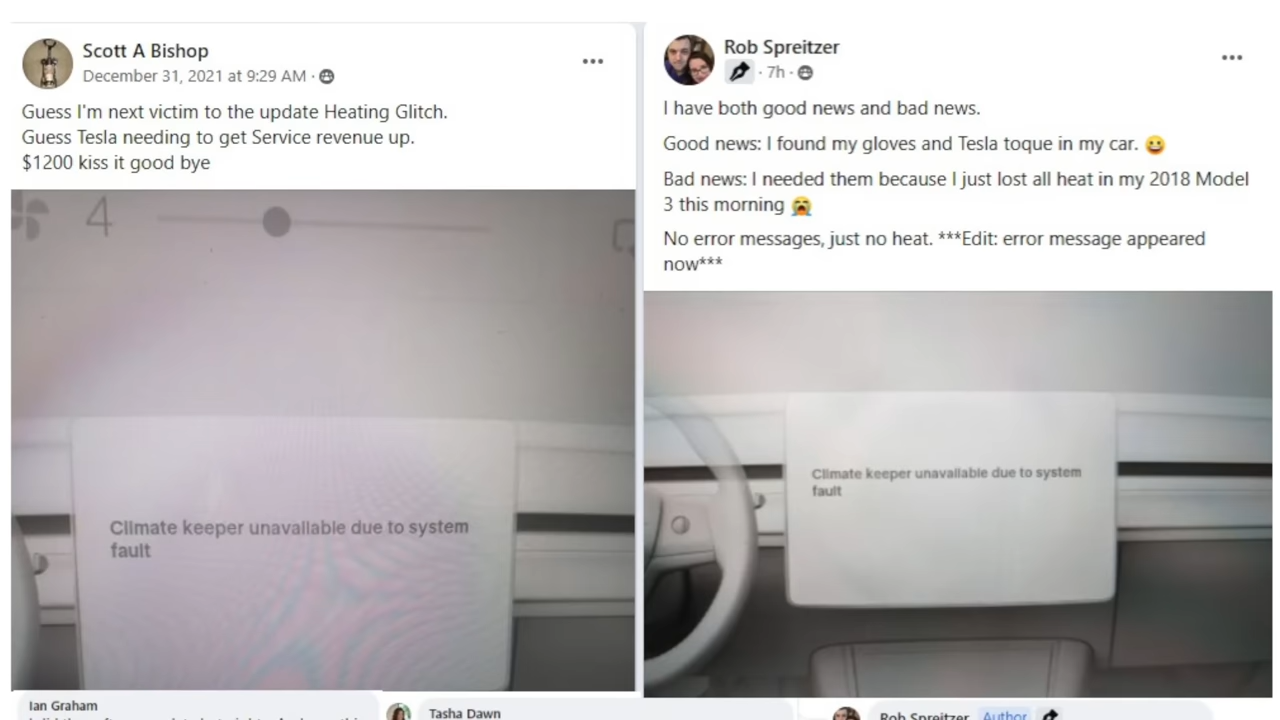 Scott A Bishop
December 31, 2021 at 9:29 AM ·
Guess I'm next victim to the update Heating Glitch.
Guess Tesla needing to get Service revenue up.
$1200 kiss it good bye
4
Climate keeper unavailable due to system
fault
Ian Graham
Rob Spreitzer
· 7h ·
I have both good news and bad news.
Good news: I found my gloves and Tesla toque in my car. 😀
Bad news: I needed them because I just lost all heat in my 2018 Model
3 this morning 😭
No error messages, just no heat. ***Edit: error message appeared
now***
Climate keeper unavailable due to system
fault
Tasha Dawn
Rob Spreitzer Author